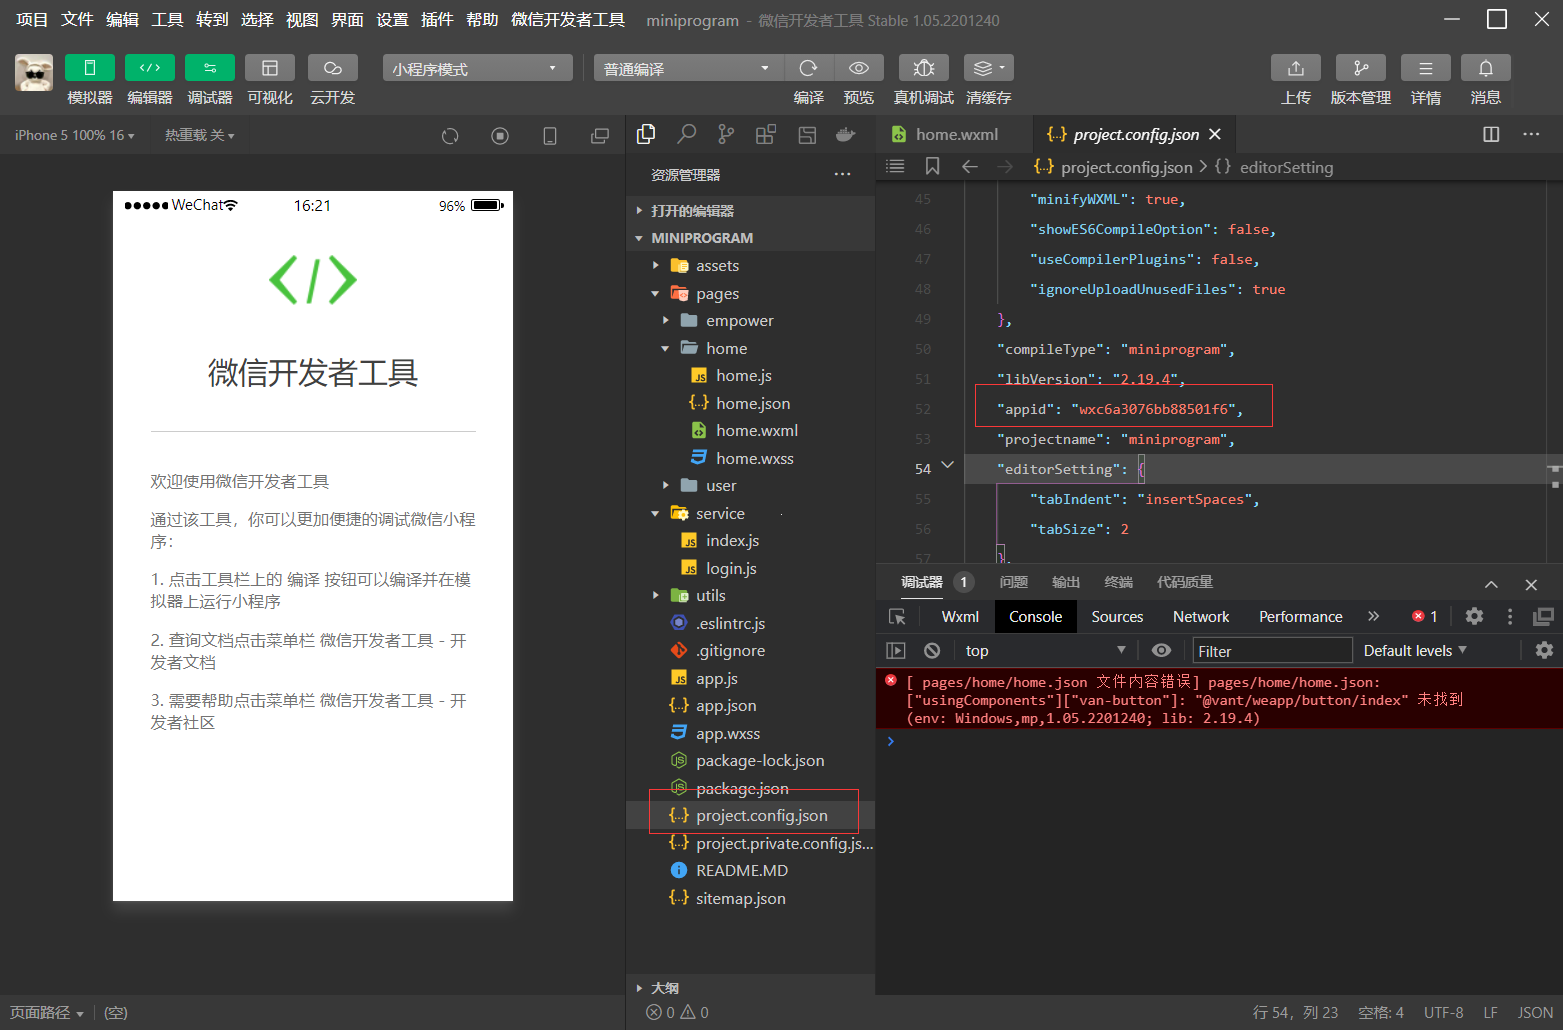 项目 文件 编辑 工具 转到 选择 视图 界面 设置 插件 帮助 微信开发者工具 miniprogram - 微信开发者工具 Stable 1.05.2201240
小程序模式 普通编译
模拟器 编辑器 调试器 可视化 云开发 编译 预览 真机调试 清缓存 上传 版本管理 详情 消息
iPhone 5 100% 16 热重载 关
WeChat 16:21 96%
微信开发者工具
欢迎使用微信开发者工具
通过该工具，你可以更加便捷的调试微信小程
序：
1. 点击工具栏上的 编译 按钮可以编译并在模
拟器上运行小程序
2. 查询文档点击菜单栏 微信开发者工具 - 开
发者文档
3. 需要帮助点击菜单栏 微信开发者工具 - 开
发者社区
页面路径 (空)
资源管理器
打开的编辑器
MINIPROGRAM
assets
pages
empower
home
home.js
home.json
home.wxml
home.wxss
user
service
index.js
login.js
utils
.eslintrc.js
.gitignore
app.js
app.json
app.wxss
package-lock.json
package.json
project.config.json
project.private.config.js...
README.MD
sitemap.json
大纲
0 0
home.wxml project.config.json
project.config.json > {} editorSetting
45 "minifyWXML": true,
46 "showES6CompileOption": false,
47 "useCompilerPlugins": false,
48 "ignoreUploadUnusedFiles": true
49 },
50 "compileType": "miniprogram",
51 "libVersion": "2.19.4",
52 "appid": "wxc6a3076bb88501f6",
53 "projectname": "miniprogram",
54 "editorSetting": {
55 "tabIndent": "insertSpaces",
56 "tabSize": 2
57 },
调试器 1 问题 输出 终端 代码质量
Wxml Console Sources Network Performance 1
top Filter Default levels
[ pages/home/home.json 文件内容错误] pages/home/home.json:
["usingComponents"]["van-button"]: "@vant/weapp/button/index" 未找到
(env: Windows,mp,1.05.2201240; lib: 2.19.4)
行 54，列 23 空格: 4 UTF-8 LF JSON